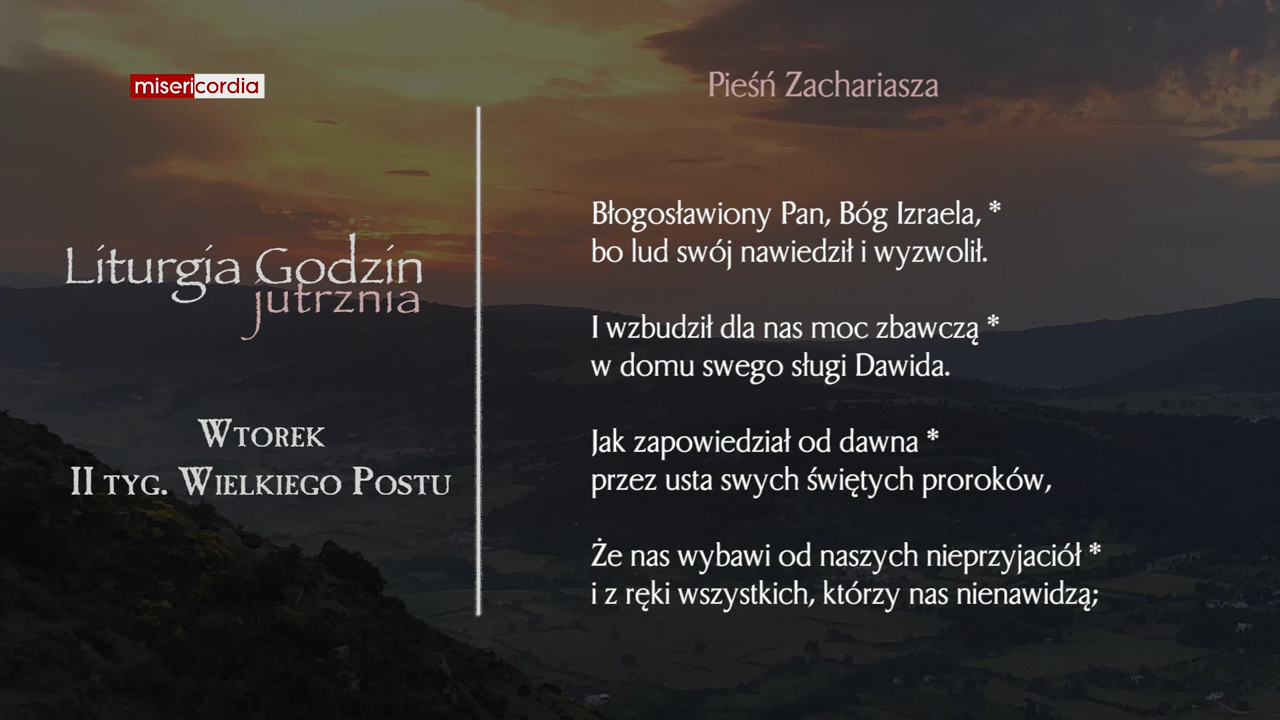 misericordia
Liturgia Godzin
jutrznia
Wtorek
II tyg. Wielkiego Postu
Pieśń Zachariasza
Błogosławiony Pan, Bóg Izraela, *
bo lud swój nawiedził i wyzwolił.
I wzbudził dla nas moc zbawczą *
w domu swego sługi Dawida.
Jak zapowiedział od dawna *
przez usta swych świętych proroków,
Że nas wybawi od naszych nieprzyjaciół *
i z ręki wszystkich, którzy nas nienawidzą;